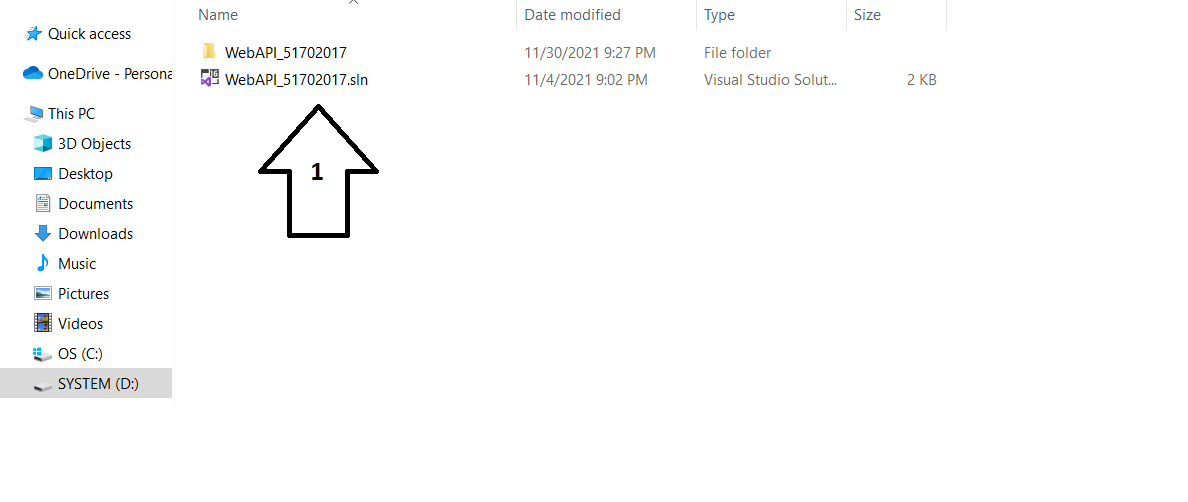 Name Date modified Type Size
Quick access
WebAPI_51702017 11/30/2021 9:27 PM File folder
OneDrive - Persona
WebAPI_51702017.sln 11/4/2021 9:02 PM Visual Studio Solut... 2 KB
This PC
3D Objects
1
Desktop
Documents
Downloads
Music
Pictures
Videos
OS (C:)
SYSTEM (D:)